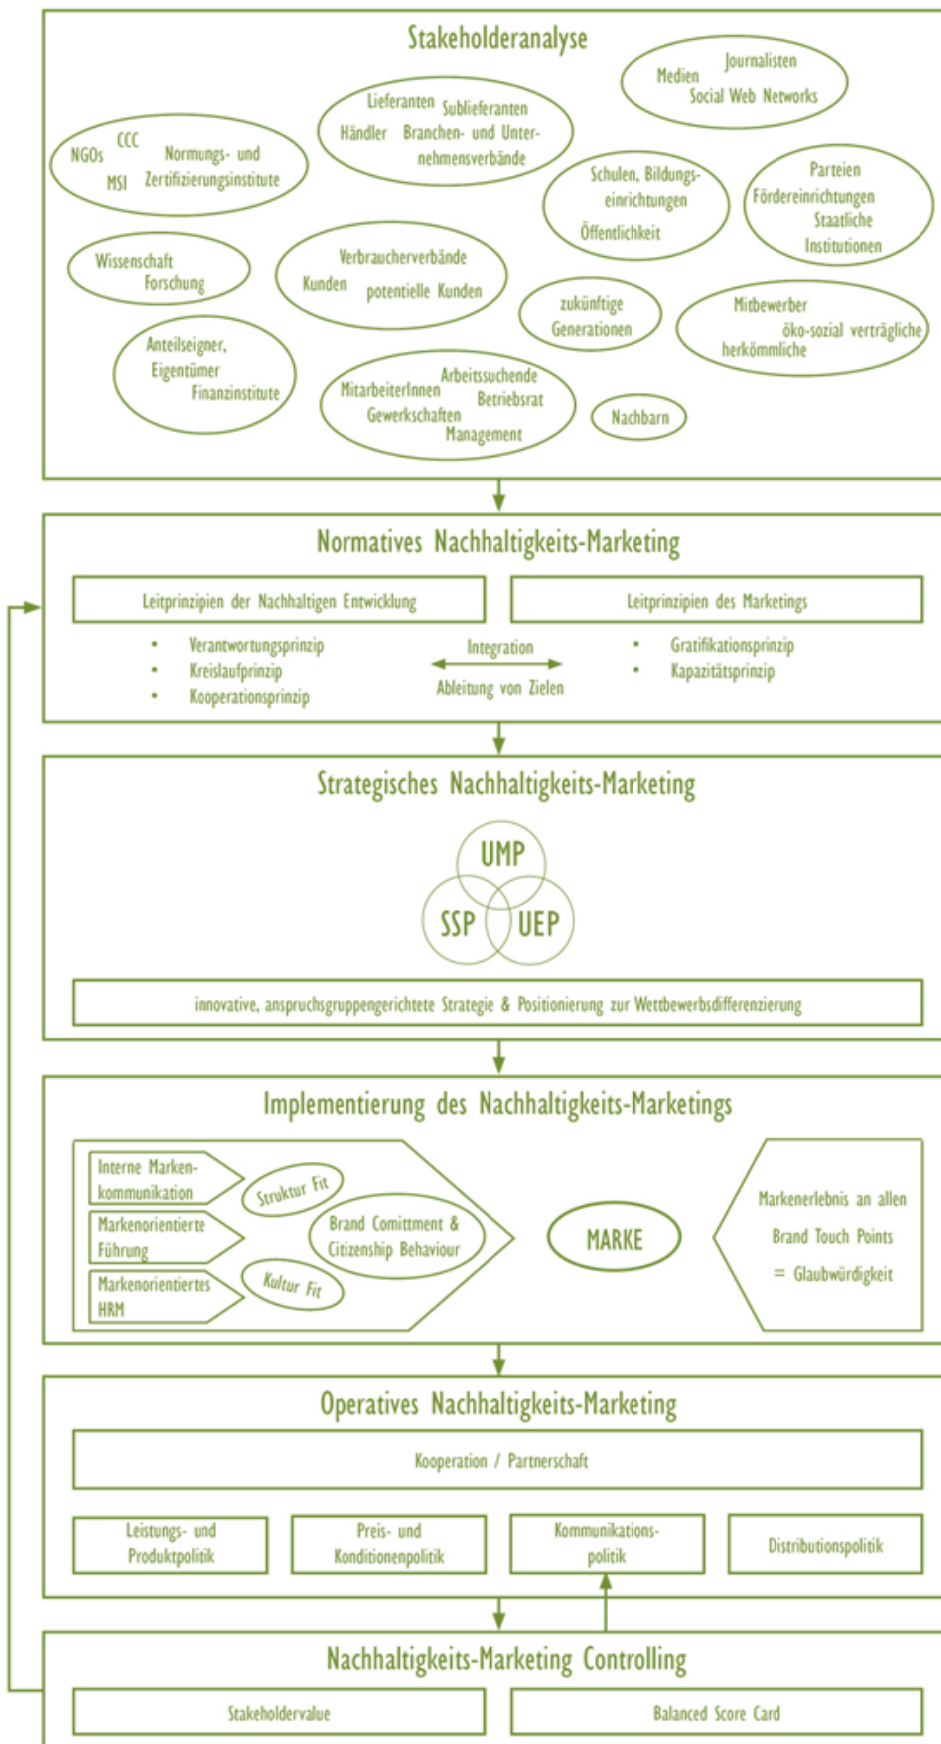 Stakeholderanalyse
Medien
Journalisten
Social Web Networks
Lieferanten
Sublieferanten
Händler
Branchen- und Unter-
nehmensverbände
NGOs
CCC
MSI
Normungs- und
Zertifizierungsinstitute
Schulen, Bildungs-
einrichtungen
Öffentlichkeit
Parteien
Fördereinrichtungen
Staatliche
Institutionen
Wissenschaft
Forschung
Verbraucherverbände
Kunden
potentielle Kunden
zukünftige
Generationen
Mitbewerber
öko-sozial verträgliche
herkömmliche
Anteilseigner,
Eigentümer
Finanzinstitute
Arbeitssuchende
MitarbeiterInnen
Betriebsrat
Gewerkschaften
Management
Nachbarn
Normatives Nachhaltigkeits-Marketing
Leitprinzipien der Nachhaltigen Entwicklung
Leitprinzipien des Marketings
• Verantwortungsprinzip
• Kreislaufprinzip
• Kooperationsprinzip
Integration
Ableitung von Zielen
• Gratifikationsprinzip
• Kapazitätsprinzip
Strategisches Nachhaltigkeits-Marketing
UMP
SSP
UEP
innovative, anspruchsgruppengerichtete Strategie & Positionierung zur Wettbewerbsdifferenzierung
Implementierung des Nachhaltigkeits-Marketings
Interne Marken-
kommunikation
Markenorientierte
Führung
Markenorientiertes
HRM
Struktur Fit
Kultur Fit
Brand Comittment &
Citizenship Behaviour
MARKE
Markenerlebnis an allen
Brand Touch Points
= Glaubwürdigkeit
Operatives Nachhaltigkeits-Marketing
Kooperation / Partnerschaft
Leistungs- und
Produktpolitik
Preis- und
Konditionenpolitik
Kommunikations-
politik
Distributionspolitik
Nachhaltigkeits-Marketing Controlling
Stakeholdervalue
Balanced Score Card